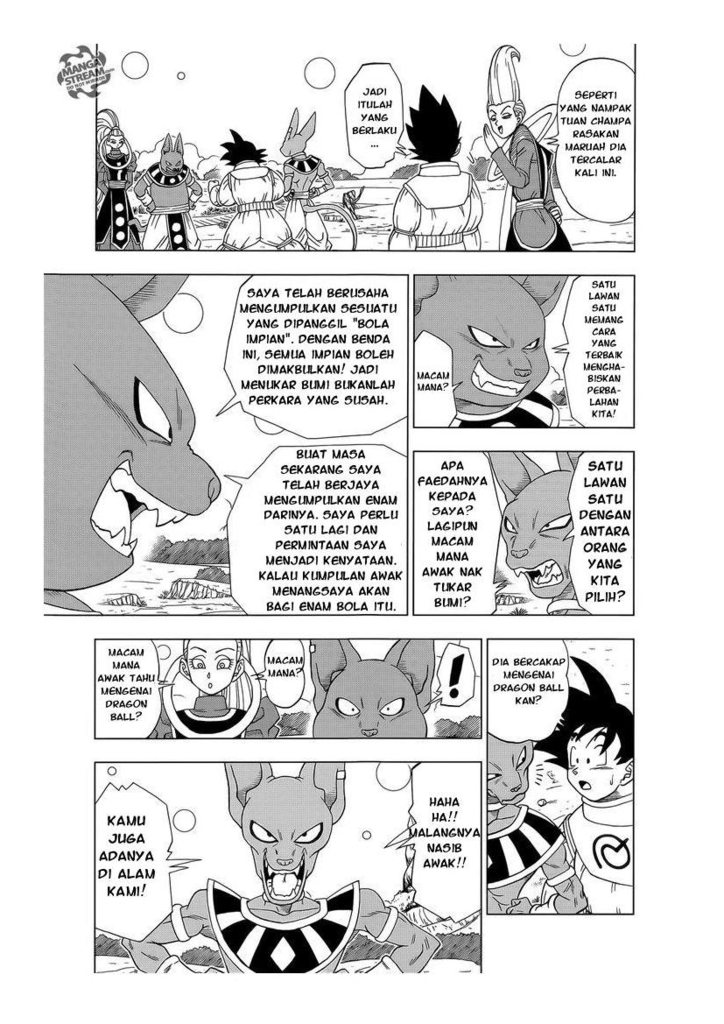 MANGA
STREAM
DO NOT MIRROR.COM
SEPERTI
YANG NAMPAK
TUAN CHAMPA
RASAKAN
MARUAH DIA
TERCALAR
KALI INI.
JADI
ITULAH
YANG
BERLAKU
...
SATU
LAWAN
SATU
MEMANG
CARA
YANG
TERBAIK
MENGHA-
BISKAN
PERBA-
LAHAN
KITA!
MACAM
MANA?
SAYA TELAH BERUSAHA
MENGUMPULKAN SESUATU
YANG DIPANGGIL "BOLA
IMPIAN". DENGAN BENDA
INI, SEMUA IMPIAN BOLEH
DIMAKBULKAN! JADI
MENUKAR BUMI BUKANLAH
PERKARA YANG SUSAH.
SATU
LAWAN
SATU
DENGAN
ANTARA
ORANG
YANG
KITA
PILIH?
APA
FAEDAHNYA
KEPADA
SAYA?
LAGIPUN
MACAM
MANA
AWAK NAK
TUKAR
BUMI?
BUAT MASA
SEKARANG SAYA
TELAH BERJAYA
MENGUMPULKAN ENAM
DARINYA. SAYA PERLU
SATU LAGI DAN
PERMINTAAN SAYA
MENJADI KENYATAAN.
KALAU KUMPULAN AWAK
MENANGSAYA AKAN
BAGI ENAM BOLA ITU.
DIA BERCAKAP
MENGENAI
DRAGON BALL
KAN?
!
MACAM
MANA?
MACAM
MANA
AWAK TAHU
MENGENAI
DRAGON
BALL?
HAHA
HA!!
MALANGNYA
NASIB
AWAK!!
KAMU
JUGA
ADANYA
DI ALAM
KAMI!